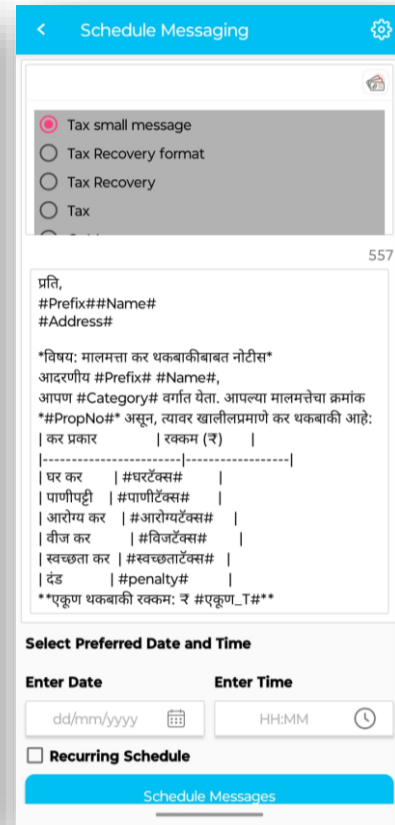 Schedule Messaging
Tax small message
Tax Recovery format
Tax Recovery
Tax
557
प्रति,
#Prefix##Name#
#Address#
*विषय: मालमत्ता कर थकबाकीबाबत नोटीस*
आदरणीय #Prefix# #Name#,
आपण #Category# वर्गात येता. आपल्या मालमत्तेचा क्रमांक
*#PropNo#* असून, त्यावर खालीलप्रमाणे कर थकबाकी आहे:
| कर प्रकार | रक्कम (₹) |
|-----------------------|-----------------|
| घर कर | #घरटॅक्स# |
| पाणीपट्टी | #पाणीटॅक्स# |
| आरोग्य कर | #आरोग्यटॅक्स# |
| वीज कर | #विजटॅक्स# |
| स्वच्छता कर | #स्वच्छताटॅक्स# |
| दंड | #penalty# |
**एकूण थकबाकी रक्कम: ₹ #एकूण_T#**
Select Preferred Date and Time
Enter Date Enter Time
dd/mm/yyyy HH:MM
Recurring Schedule
Schedule Messages